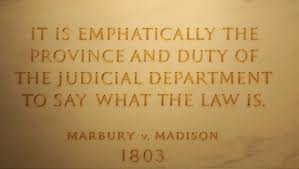 IT IS EMPHATICALLY THE
PROVINCE AND DUTY OF
THE JUDICIAL DEPARTMENT
TO SAY WHAT THE LAW IS.
MARBURY v. MADISON
1803